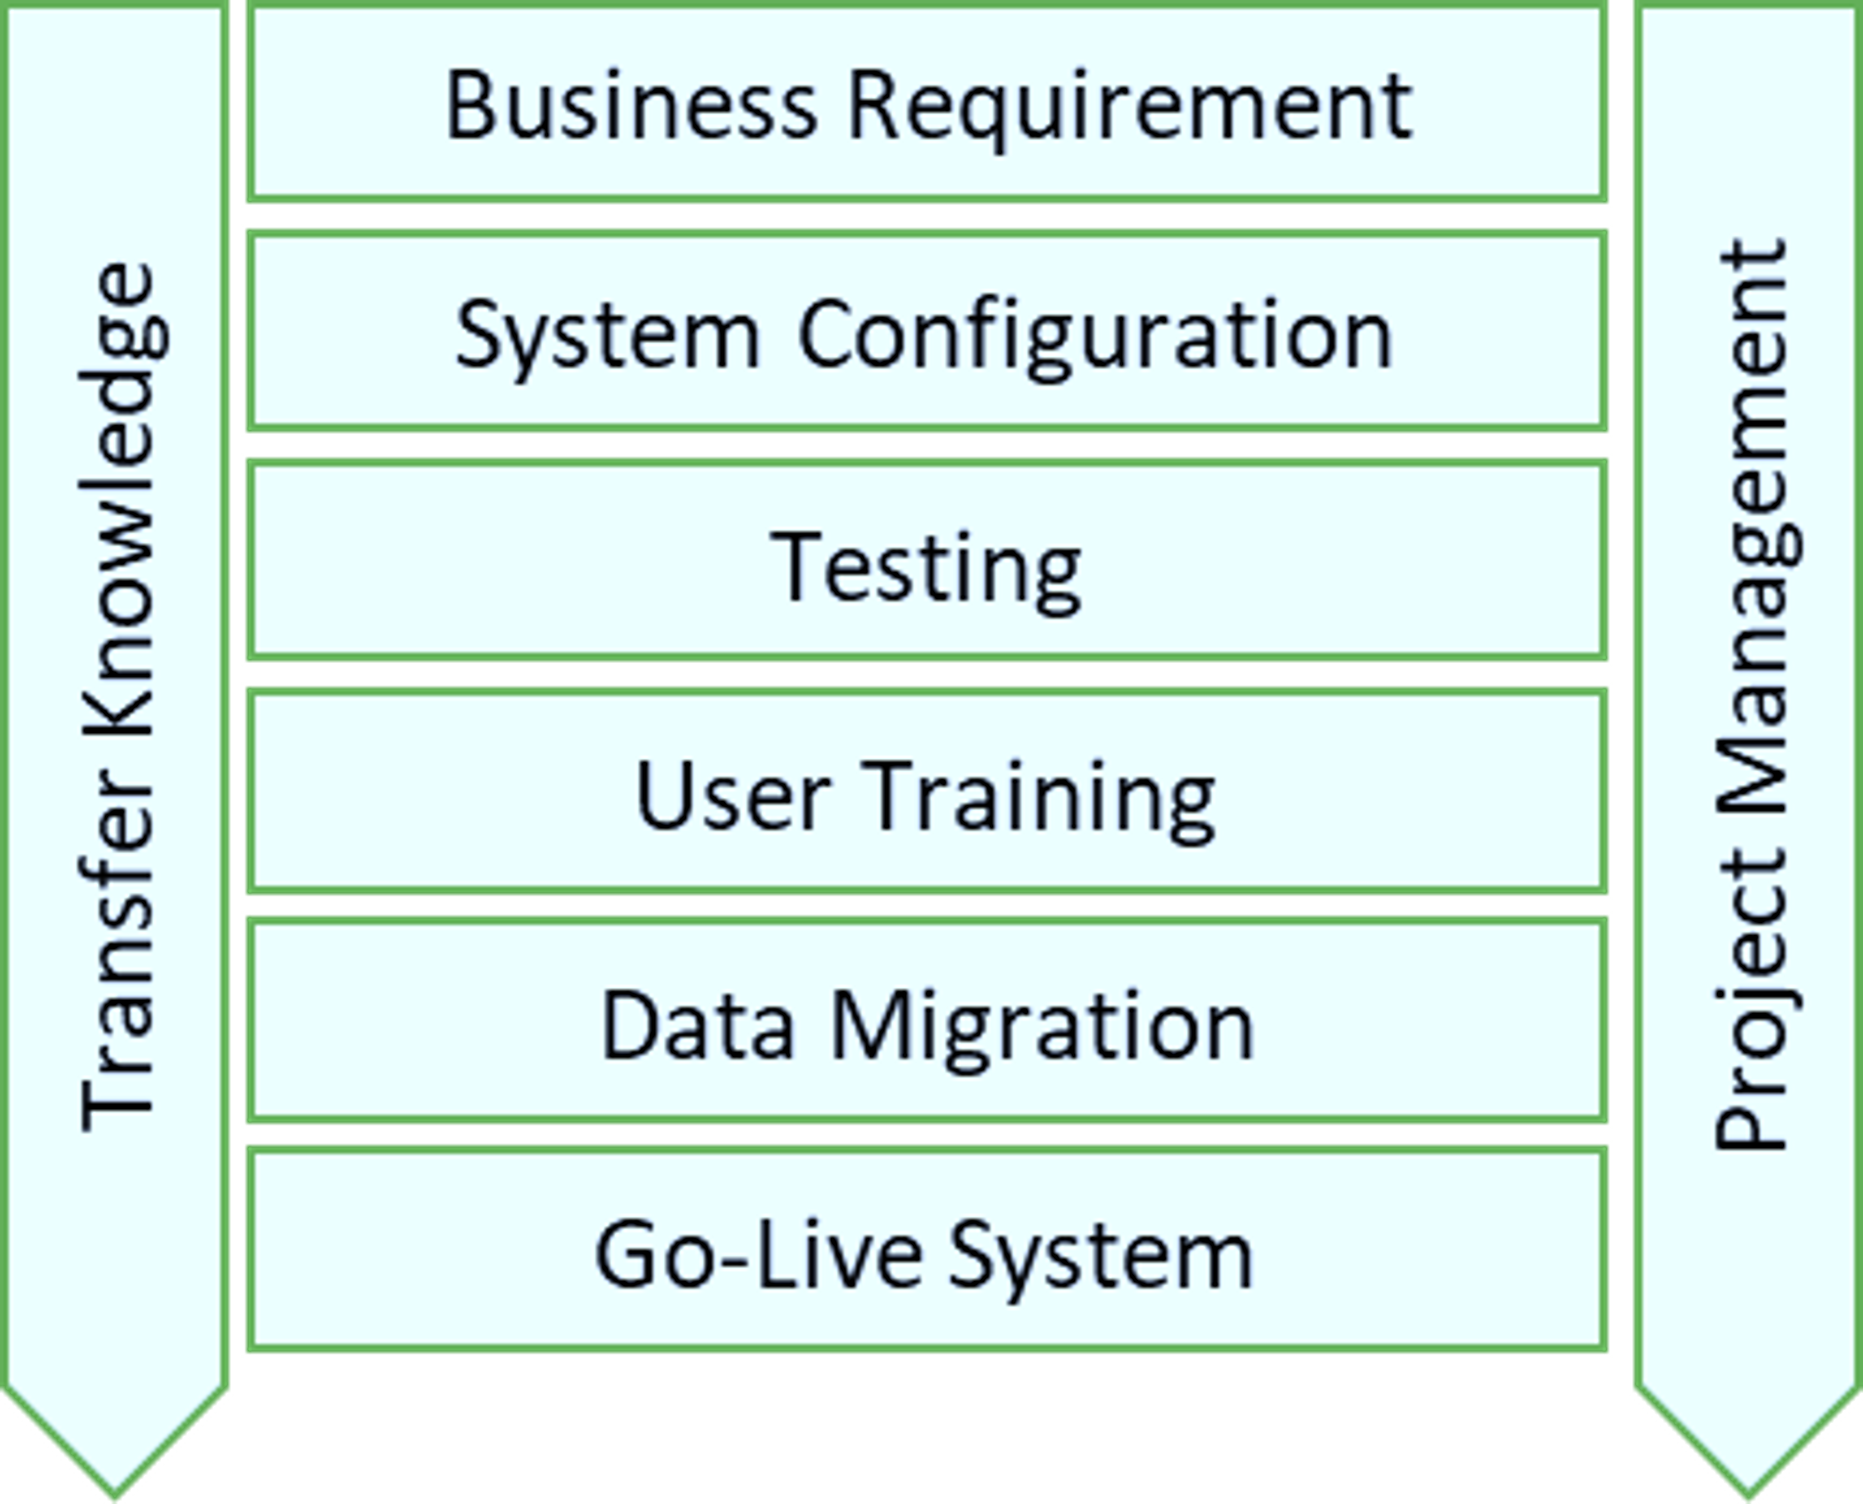 Transfer Knowledge
Business Requirement
System Configuration
Testing
User Training
Data Migration
Go-Live System
Project Management